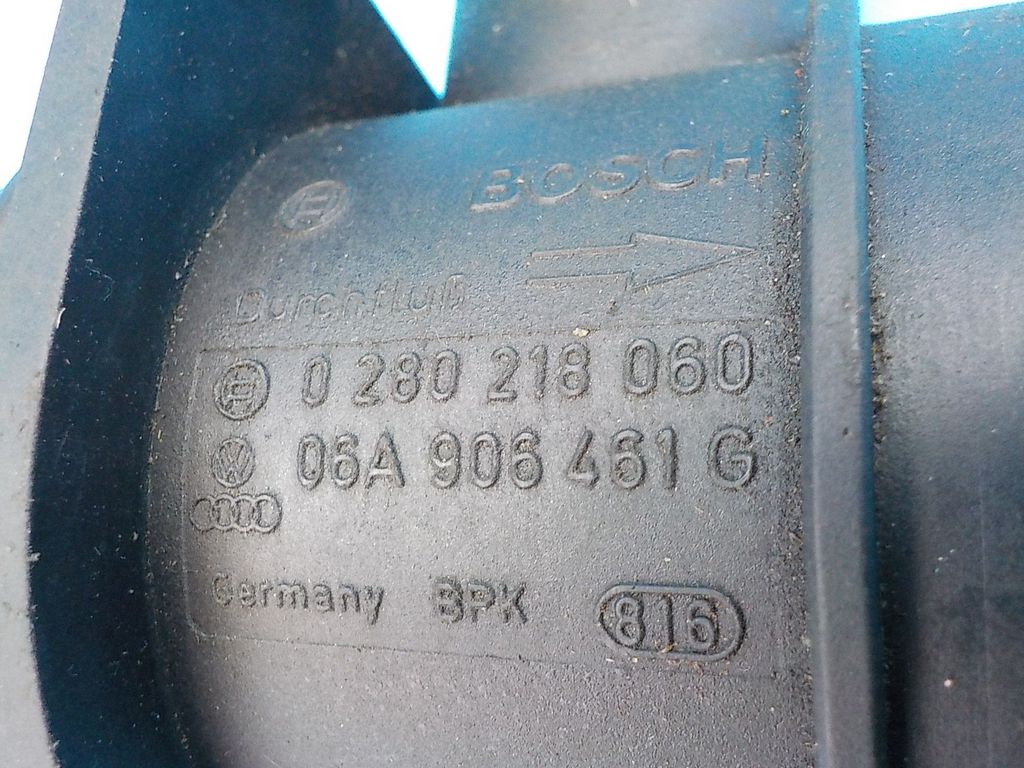 BOSCH
Durchfluß
0 280 218 060
06A 906 461 G
Germany BPK 816